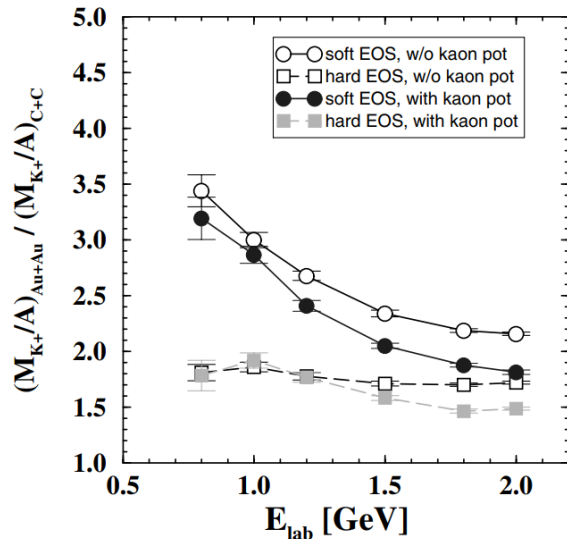 5.0
4.5
4.0
3.5
3.0
2.5
2.0
1.5
1.0
(M_K+/A)_Au+Au / (M_K+/A)_C+C
soft EOS, w/o kaon pot
hard EOS, w/o kaon pot
soft EOS, with kaon pot
hard EOS, with kaon pot
0.5 1.0 1.5 2.0
E_lab [GeV]